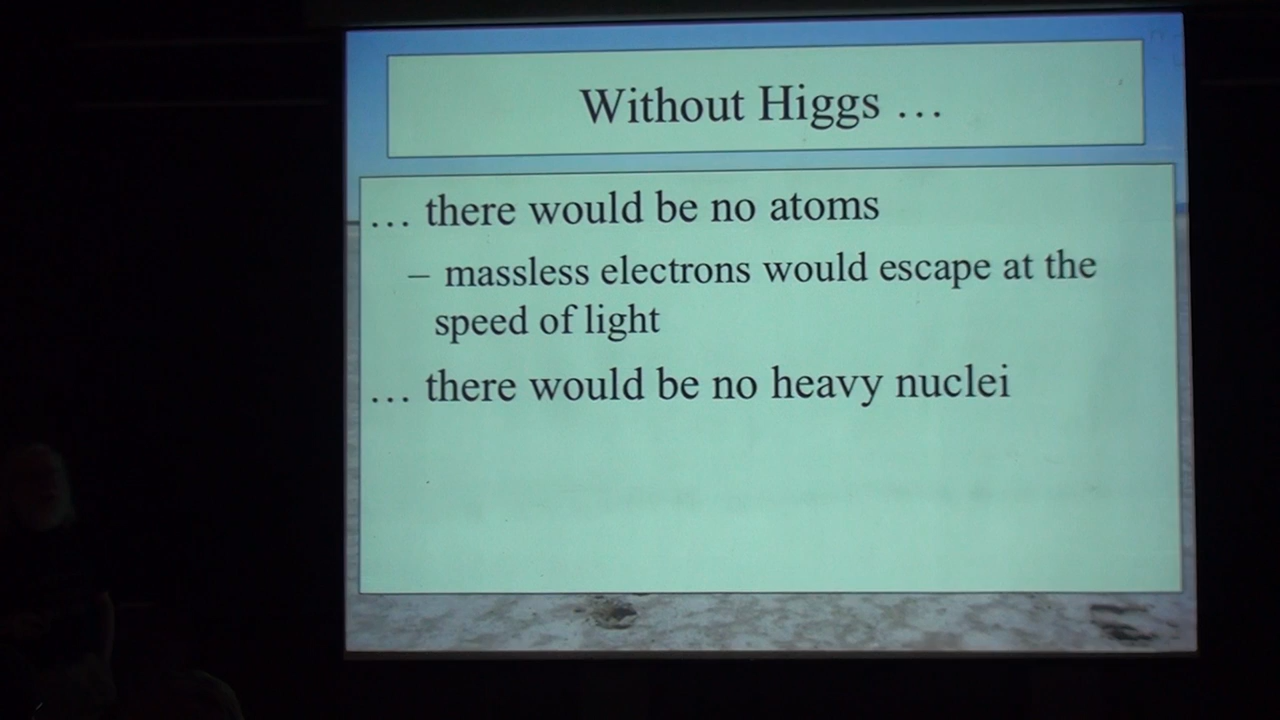 Without Higgs …
… there would be no atoms
– massless electrons would escape at the
speed of light
… there would be no heavy nuclei